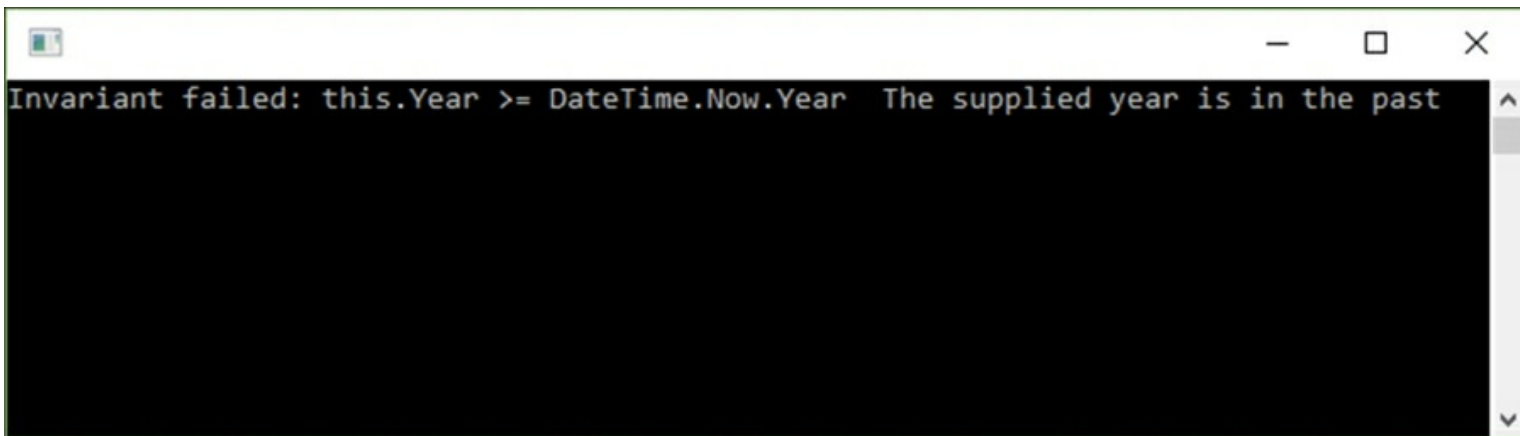 Invariant failed: this.Year >= DateTime.Now.Year  The supplied year is in the past